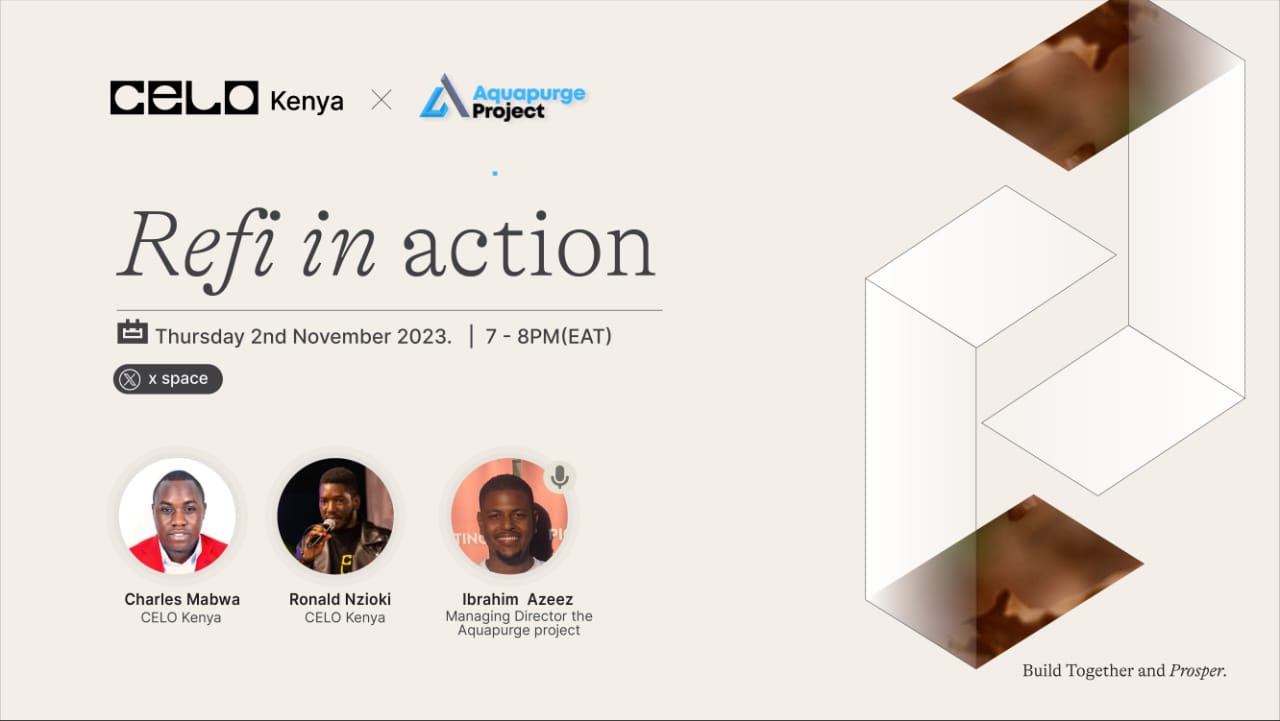 CELO Kenya
Aquapurge
Project
Refi in action
Thursday 2nd November 2023. | 7 - 8PM(EAT)
x space
Charles Mabwa
CELO Kenya
Ronald Nzioki
CELO Kenya
Ibrahim Azeez
Managing Director the
Aquapurge project
Build Together and Prosper.